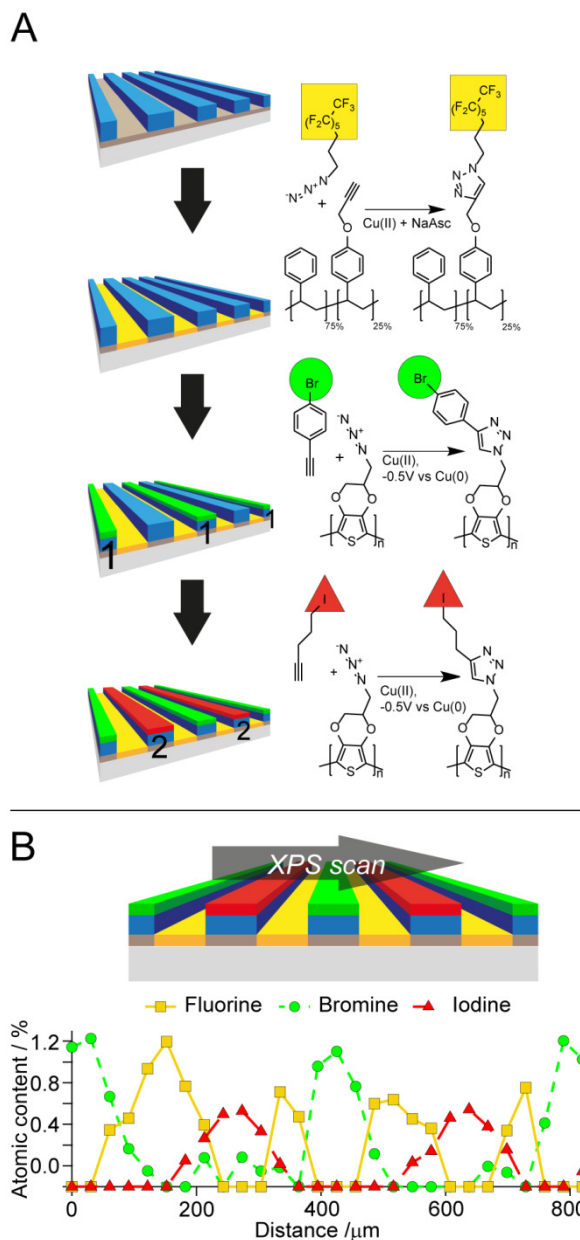 A
CF3
(F2C)5
N-N+N
+
O
Cu(II) + NaAsc
75%
25%
CF3
(F2C)5
N
N=N
O
75%
25%
Br
-N
N+
N
+
O O
S
n
Cu(II),
-0.5V vs Cu(0)
Br
N
N
N
O O
S
n
1 1 1
I
-N
N+
N
+
O O
S
n
Cu(II),
-0.5V vs Cu(0)
I
N
N
N
O O
S
n
2 2
B
XPS scan
Fluorine Bromine Iodine
Atomic content / %
1.2
0.8
0.4
0.0
0 200 400 600 800
Distance /µm